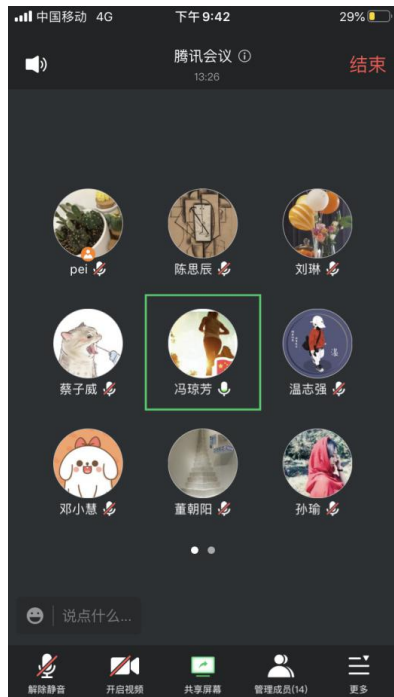 中国移动 4G 下午9:42 29%
腾讯会议
13:26
结束
pei 陈思辰 刘琳
蔡子威 冯琼芳 温志强
温
邓小慧 董朝阳 孙瑜
说点什么...
解除静音 开启视频 共享屏幕 管理成员(14) 更多